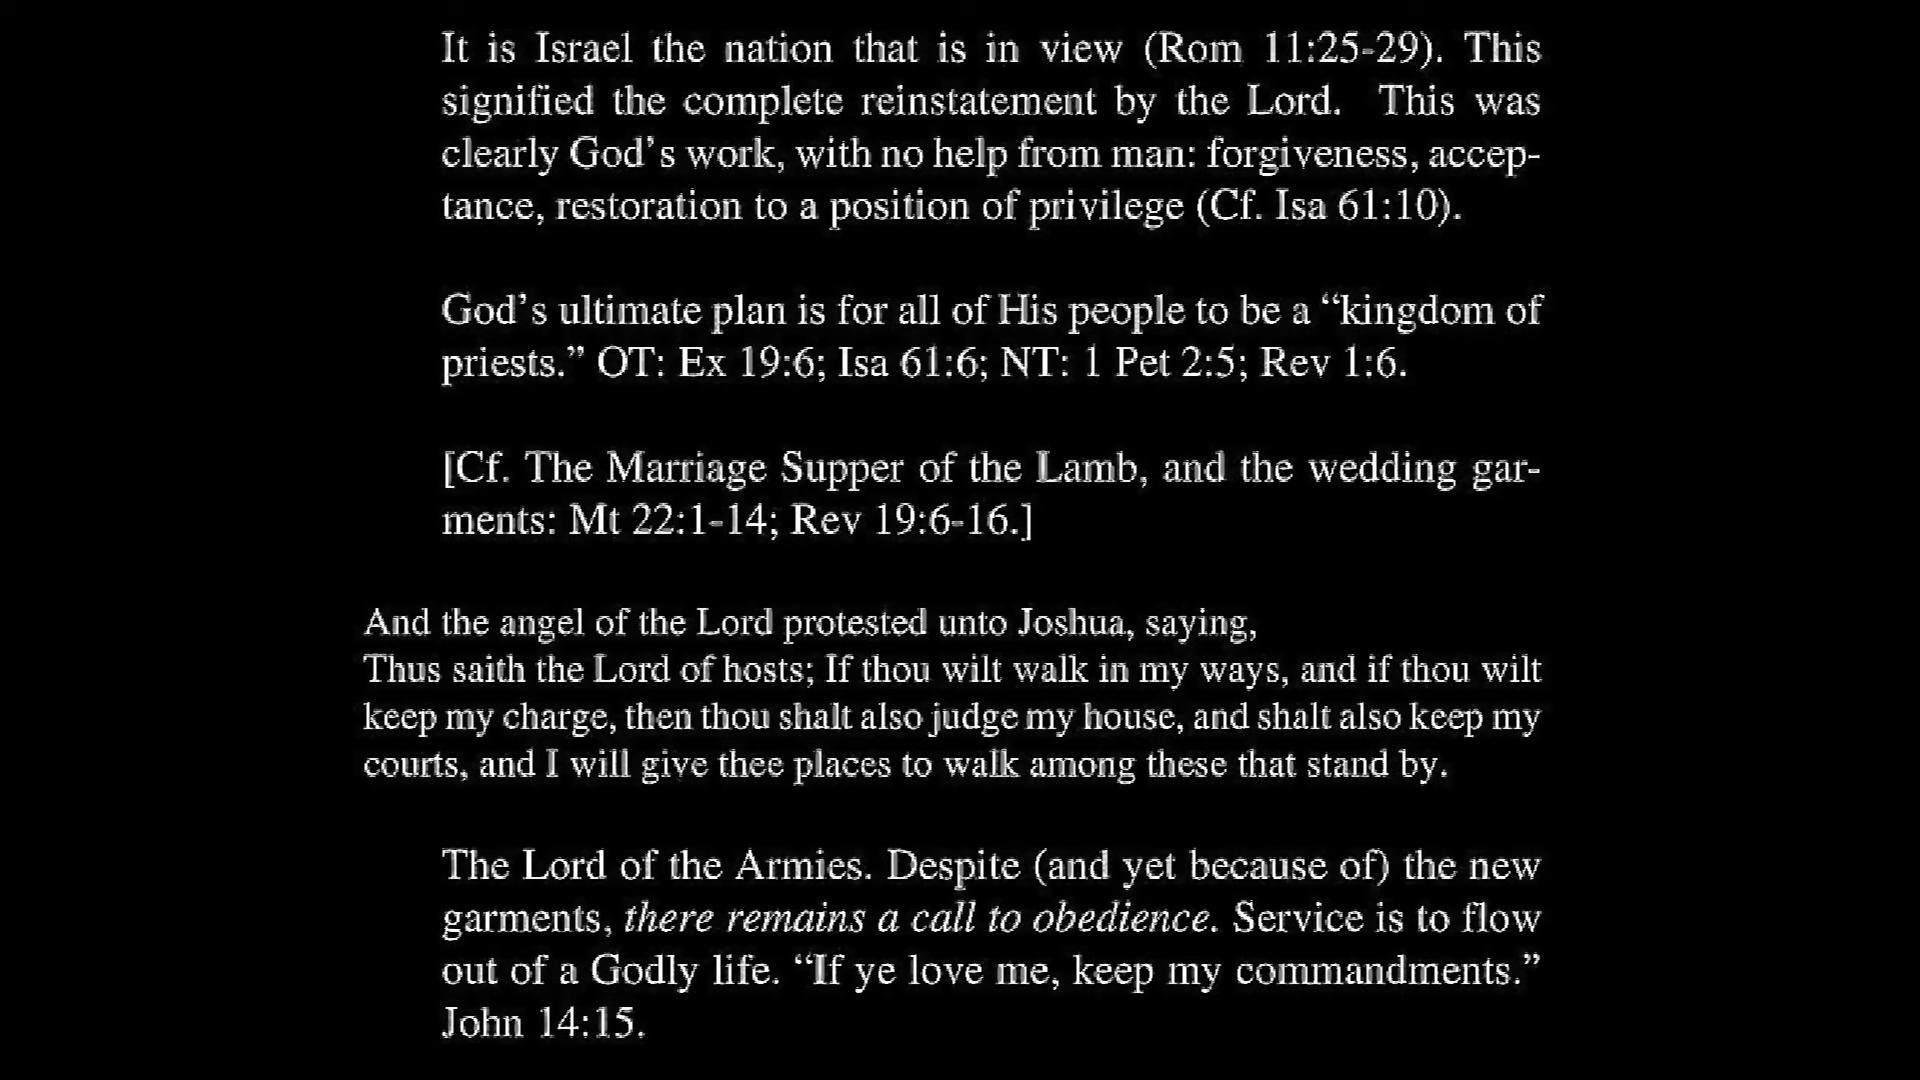 It is Israel the nation that is in view (Rom 11:25-29). This
signified the complete reinstatement by the Lord. This was
clearly God’s work, with no help from man: forgiveness, accep-
tance, restoration to a position of privilege (Cf. Isa 61:10).
God’s ultimate plan is for all of His people to be a “kingdom of
priests.” OT: Ex 19:6; Isa 61:6; NT: 1 Pet 2:5; Rev 1:6.
[Cf. The Marriage Supper of the Lamb, and the wedding gar-
ments: Mt 22:1-14; Rev 19:6-16.]
And the angel of the Lord protested unto Joshua, saying,
Thus saith the Lord of hosts; If thou wilt walk in my ways, and if thou wilt
keep my charge, then thou shalt also judge my house, and shalt also keep my
courts, and I will give thee places to walk among these that stand by.
The Lord of the Armies. Despite (and yet because of) the new
garments, there remains a call to obedience. Service is to flow
out of a Godly life. “If ye love me, keep my commandments.”
John 14:15.